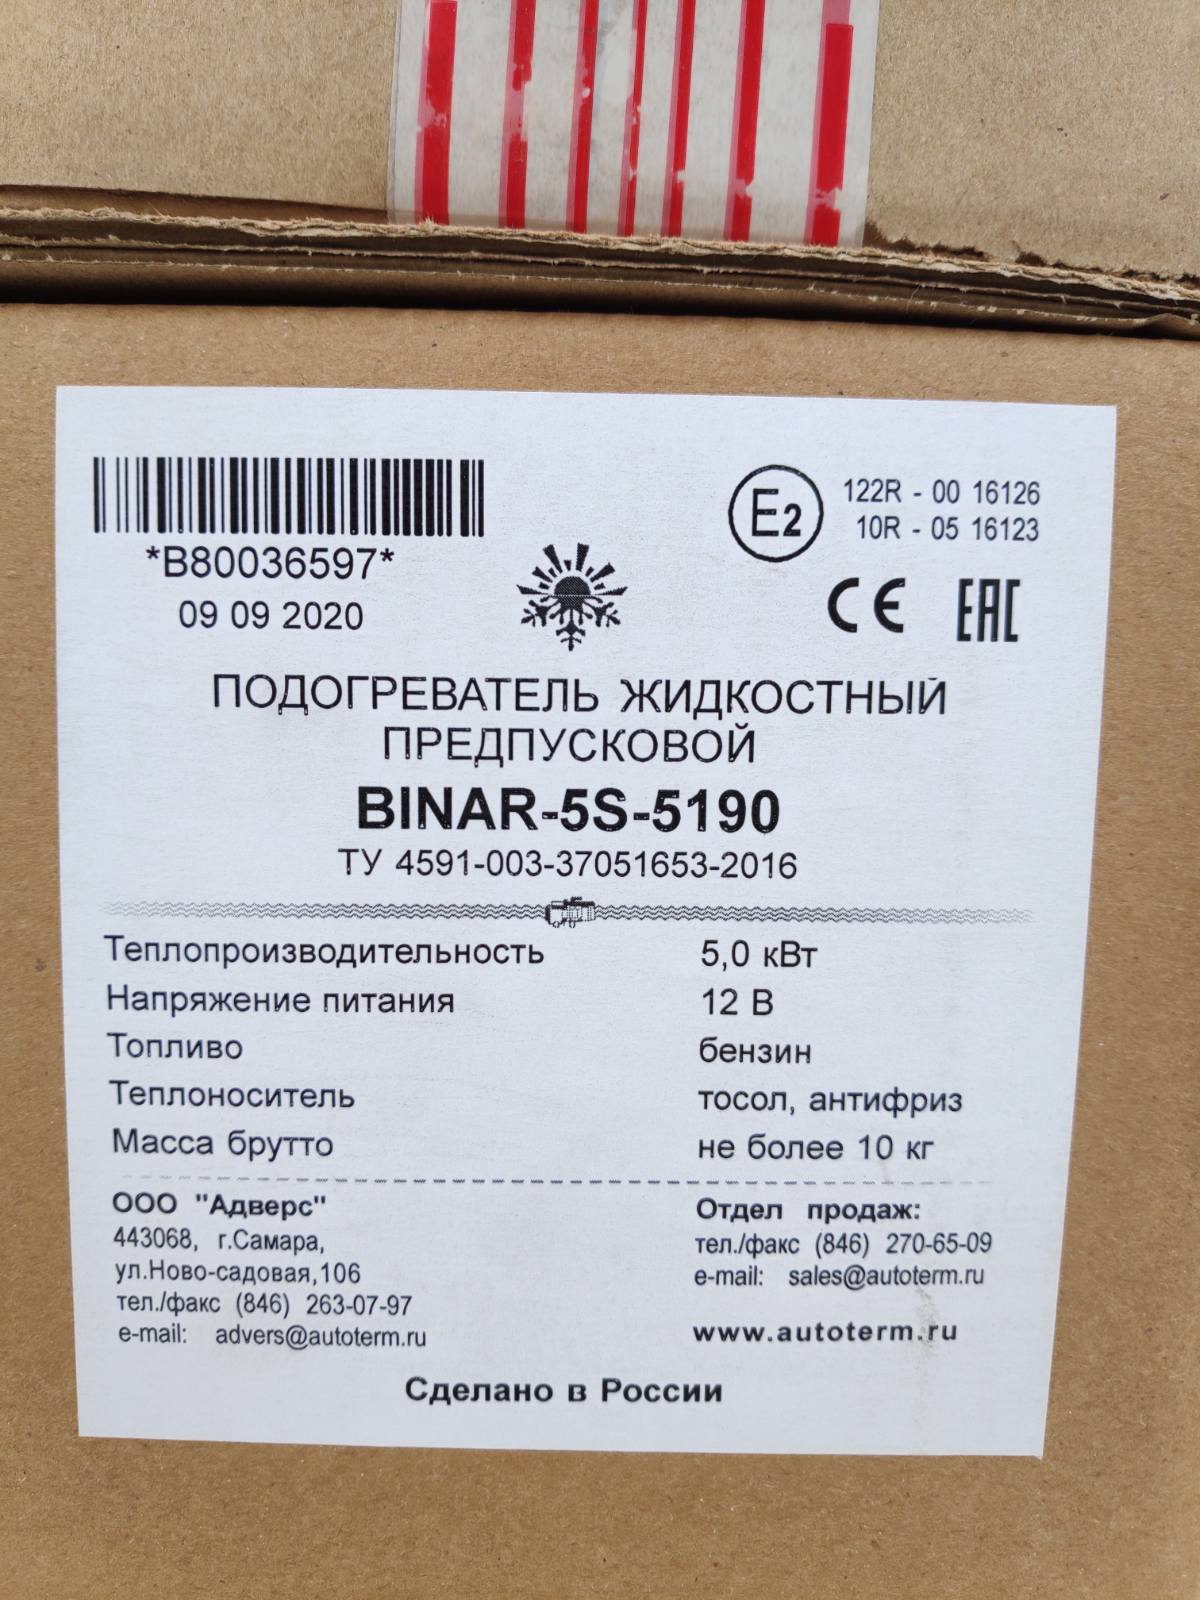 *B80036597*
09 09 2020
E2
122R - 00 16126
10R - 05 16123
CE EAC
ПОДОГРЕВАТЕЛЬ ЖИДКОСТНЫЙ
ПРЕДПУСКОВОЙ
BINAR-5S-5190
ТУ 4591-003-37051653-2016
Теплопроизводительность 5,0 кВт
Напряжение питания 12 В
Топливо бензин
Теплоноситель тосол, антифриз
Масса брутто не более 10 кг
ООО "Адверс"
443068, г.Самара,
ул.Ново-садовая,106
тел./факс (846) 263-07-97
e-mail: advers@autoterm.ru
Отдел продаж:
тел./факс (846) 270-65-09
e-mail: sales@autoterm.ru
www.autoterm.ru
Сделано в России